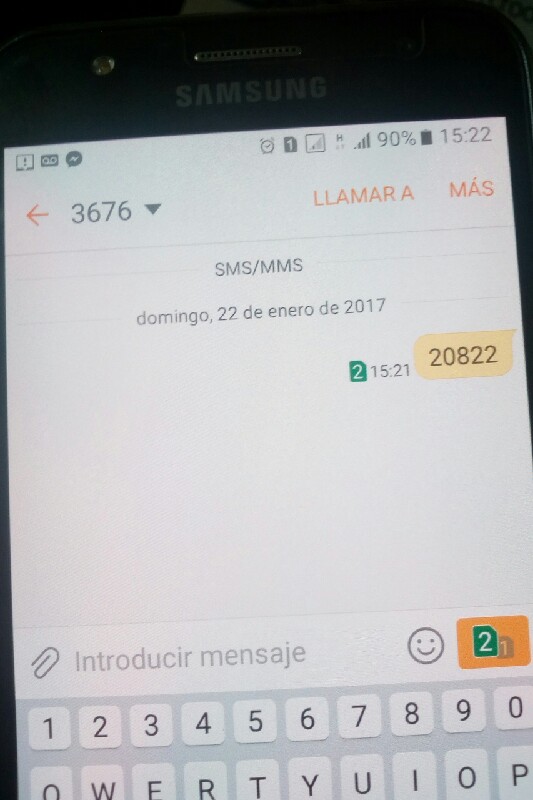 SAMSUNG
1 H 90% 15:22
3676 LLAMAR A MÁS
SMS/MMS
domingo, 22 de enero de 2017
2 15:21 20822
Introducir mensaje 2 1
1 2 3 4 5 6 7 8 9 0
Q W E R T Y U I O P